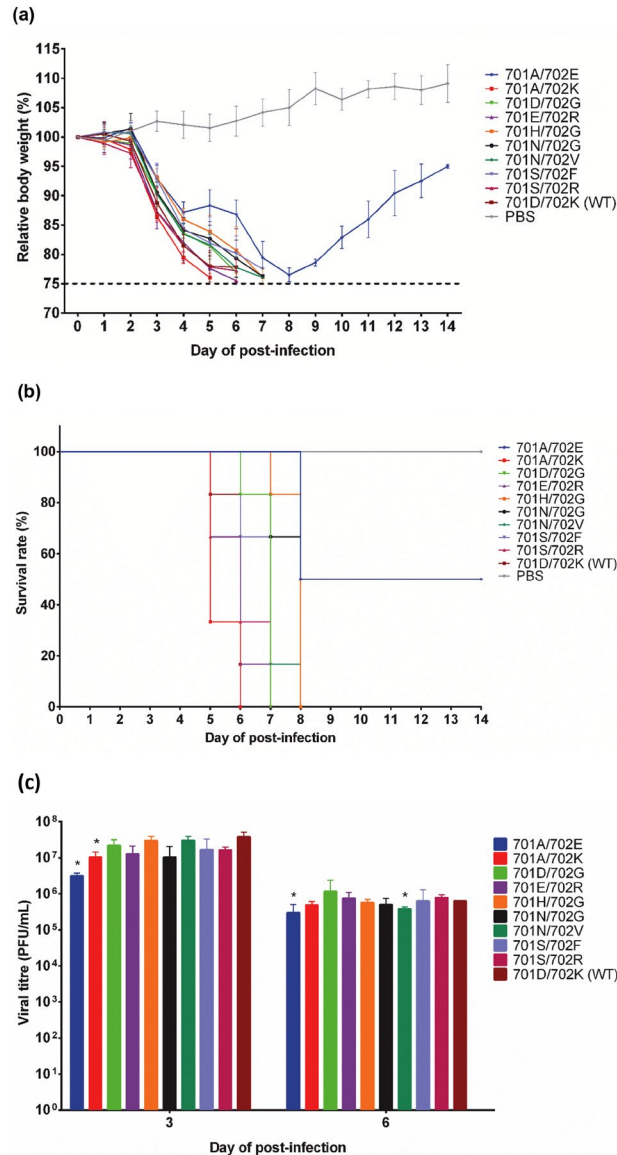 (a)
Relative body weight (%)
115
110
105
100
95
90
85
80
75
70
0 1 2 3 4 5 6 7 8 9 10 11 12 13 14
Day of post-infection
701A/702E
701A/702K
701D/702G
701E/702R
701H/702G
701N/702G
701N/702V
701S/702F
701S/702R
701D/702K (WT)
PBS
(b)
Survival rate (%)
100
80
60
40
20
0
0 1 2 3 4 5 6 7 8 9 10 11 12 13 14
Day of post-infection
701A/702E
701A/702K
701D/702G
701E/702R
701H/702G
701N/702G
701N/702V
701S/702F
701S/702R
701D/702K (WT)
PBS
(c)
Viral titre (PFU/mL)
10⁸
10⁷
10⁶
10⁵
10⁴
10³
10²
10¹
10⁰
* * * *
3 6
Day of post-infection
701A/702E
701A/702K
701D/702G
701E/702R
701H/702G
701N/702G
701N/702V
701S/702F
701S/702R
701D/702K (WT)